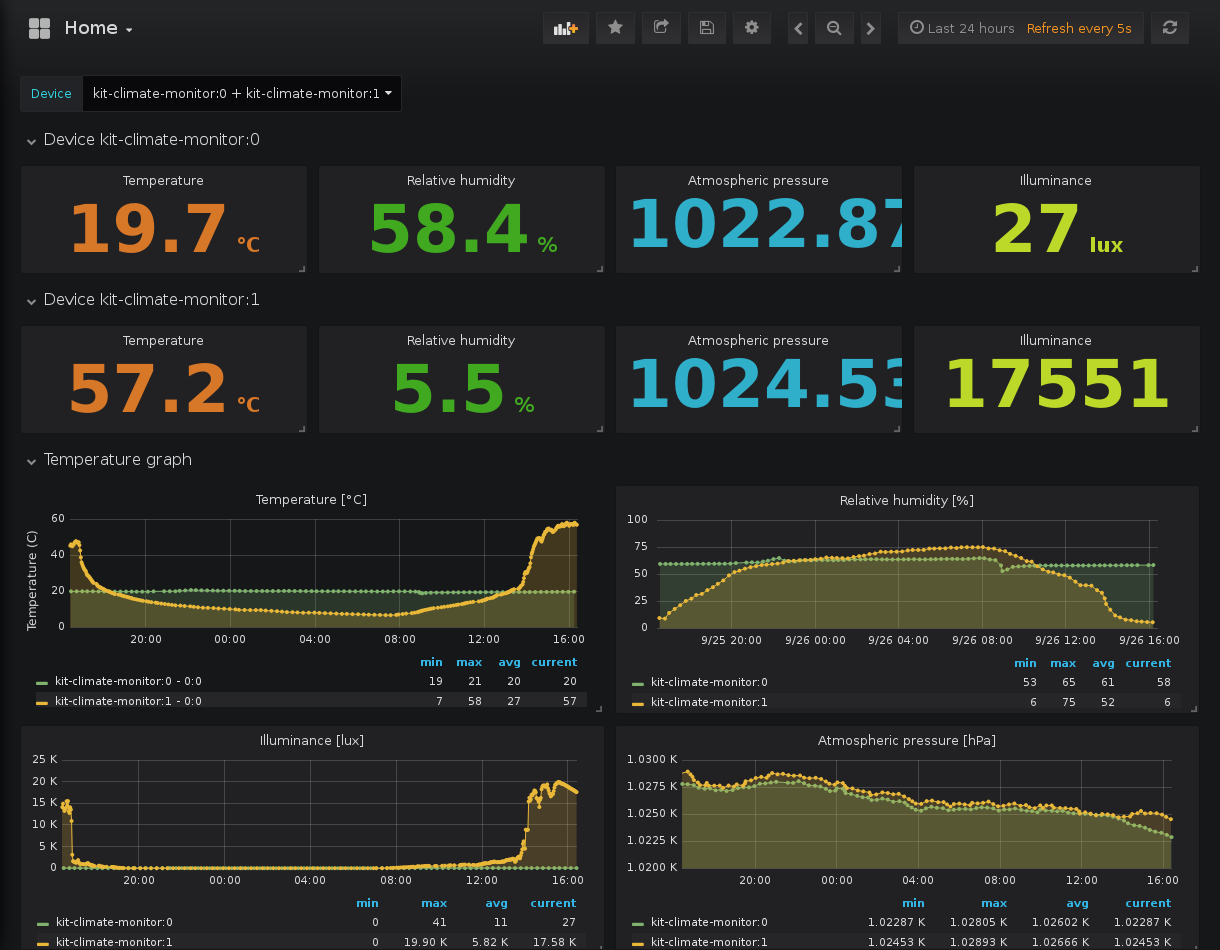 Home
Last 24 hours Refresh every 5s
Device kit-climate-monitor:0 + kit-climate-monitor:1
Device kit-climate-monitor:0
Temperature Relative humidity Atmospheric pressure Illuminance
19.7 °C 58.4 % 1022.87 27 lux
Device kit-climate-monitor:1
Temperature Relative humidity Atmospheric pressure Illuminance
57.2 °C 5.5 % 1024.53 17551
Temperature graph
Temperature [°C]
Temperature (C)
60
40
20
0
20:00 00:00 04:00 08:00 12:00 16:00
min max avg current
kit-climate-monitor:0 - 0:0 19 21 20 20
kit-climate-monitor:1 - 0:0 7 58 27 57
Relative humidity [%]
100
75
50
25
0
9/25 20:00 9/26 00:00 9/26 04:00 9/26 08:00 9/26 12:00 9/26 16:00
min max avg current
kit-climate-monitor:0 53 65 61 58
kit-climate-monitor:1 6 75 52 6
Illuminance [lux]
25 K
20 K
15 K
10 K
5 K
0
20:00 00:00 04:00 08:00 12:00 16:00
min max avg current
kit-climate-monitor:0 0 41 11 27
kit-climate-monitor:1 0 19.90 K 5.82 K 17.58 K
Atmospheric pressure [hPa]
1.0300 K
1.0275 K
1.0250 K
1.0225 K
1.0200 K
20:00 00:00 04:00 08:00 12:00 16:00
min max avg current
kit-climate-monitor:0 1.02287 K 1.02805 K 1.02602 K 1.02287 K
kit-climate-monitor:1 1.02453 K 1.02893 K 1.02666 K 1.02453 K